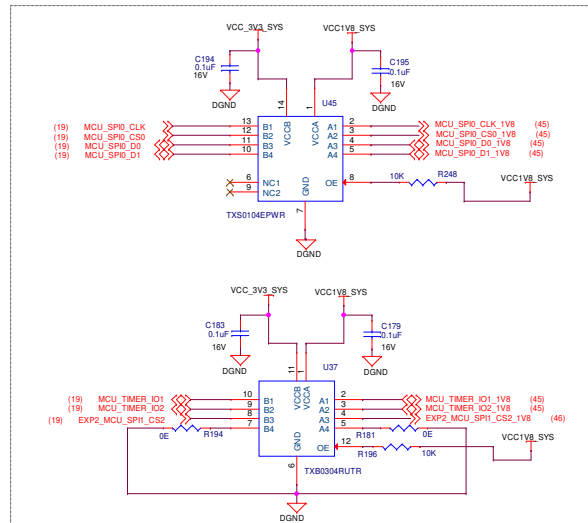 VCC_3V3_SYS VCC1V8_SYS
C194 0.1uF 16V
C195 0.1uF 16V
DGND DGND
U45
14 1
VCCB VCCA
(19) MCU_SPI0_CLK 13 B1 A1 2 MCU_SPI0_CLK_1V8 (45)
(19) MCU_SPI0_CS0 12 B2 A2 3 MCU_SPI0_CS0_1V8 (45)
(19) MCU_SPI0_D0 11 B3 A3 4 MCU_SPI0_D0_1V8 (45)
(19) MCU_SPI0_D1 10 B4 A4 5 MCU_SPI0_D1_1V8 (45)
6 NC1 OE 8 10K R248 VCC1V8_SYS
9 NC2
GND
7
TXS0104EPWR
DGND
VCC_3V3_SYS VCC1V8_SYS
C183 0.1uF 16V
C179 0.1uF 16V
DGND DGND
U37
11 1
VCCB VCCA
(19) MCU_TIMER_IO1 10 B1 A1 2 MCU_TIMER_IO1_1V8 (45)
(19) MCU_TIMER_IO2 9 B2 A2 3 MCU_TIMER_IO2_1V8 (45)
(19) EXP2_MCU_SPI1_CS2 8 B3 A3 4 EXP2_MCU_SPI1_CS2_1V8 (46)
0E R194 7 B4 A4 5 R181 0E
OE 12 R196 10K VCC1V8_SYS
GND
6
TXB0304RUTR
DGND